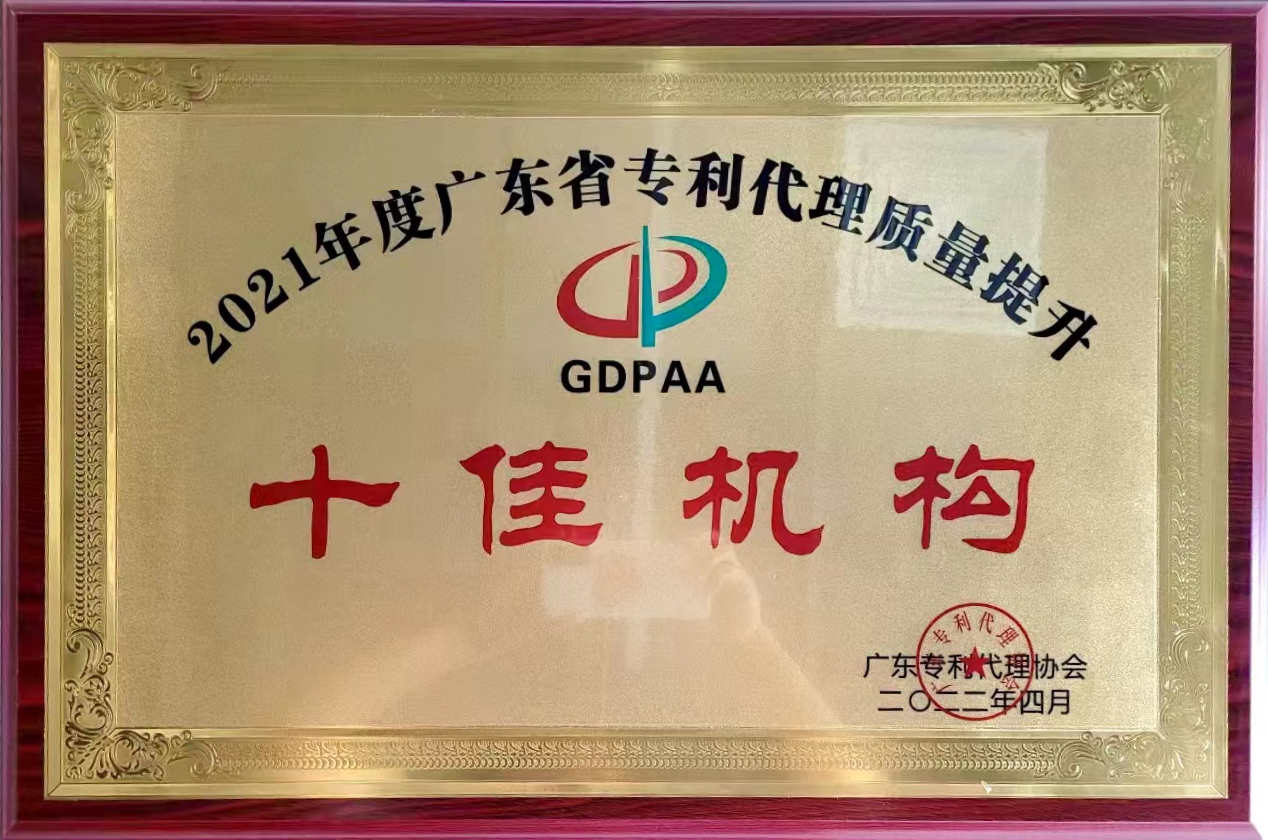 2021年度广东省专利代理质量提升
GDPAA
十佳机构
广东专利代理协会
二〇二二年四月